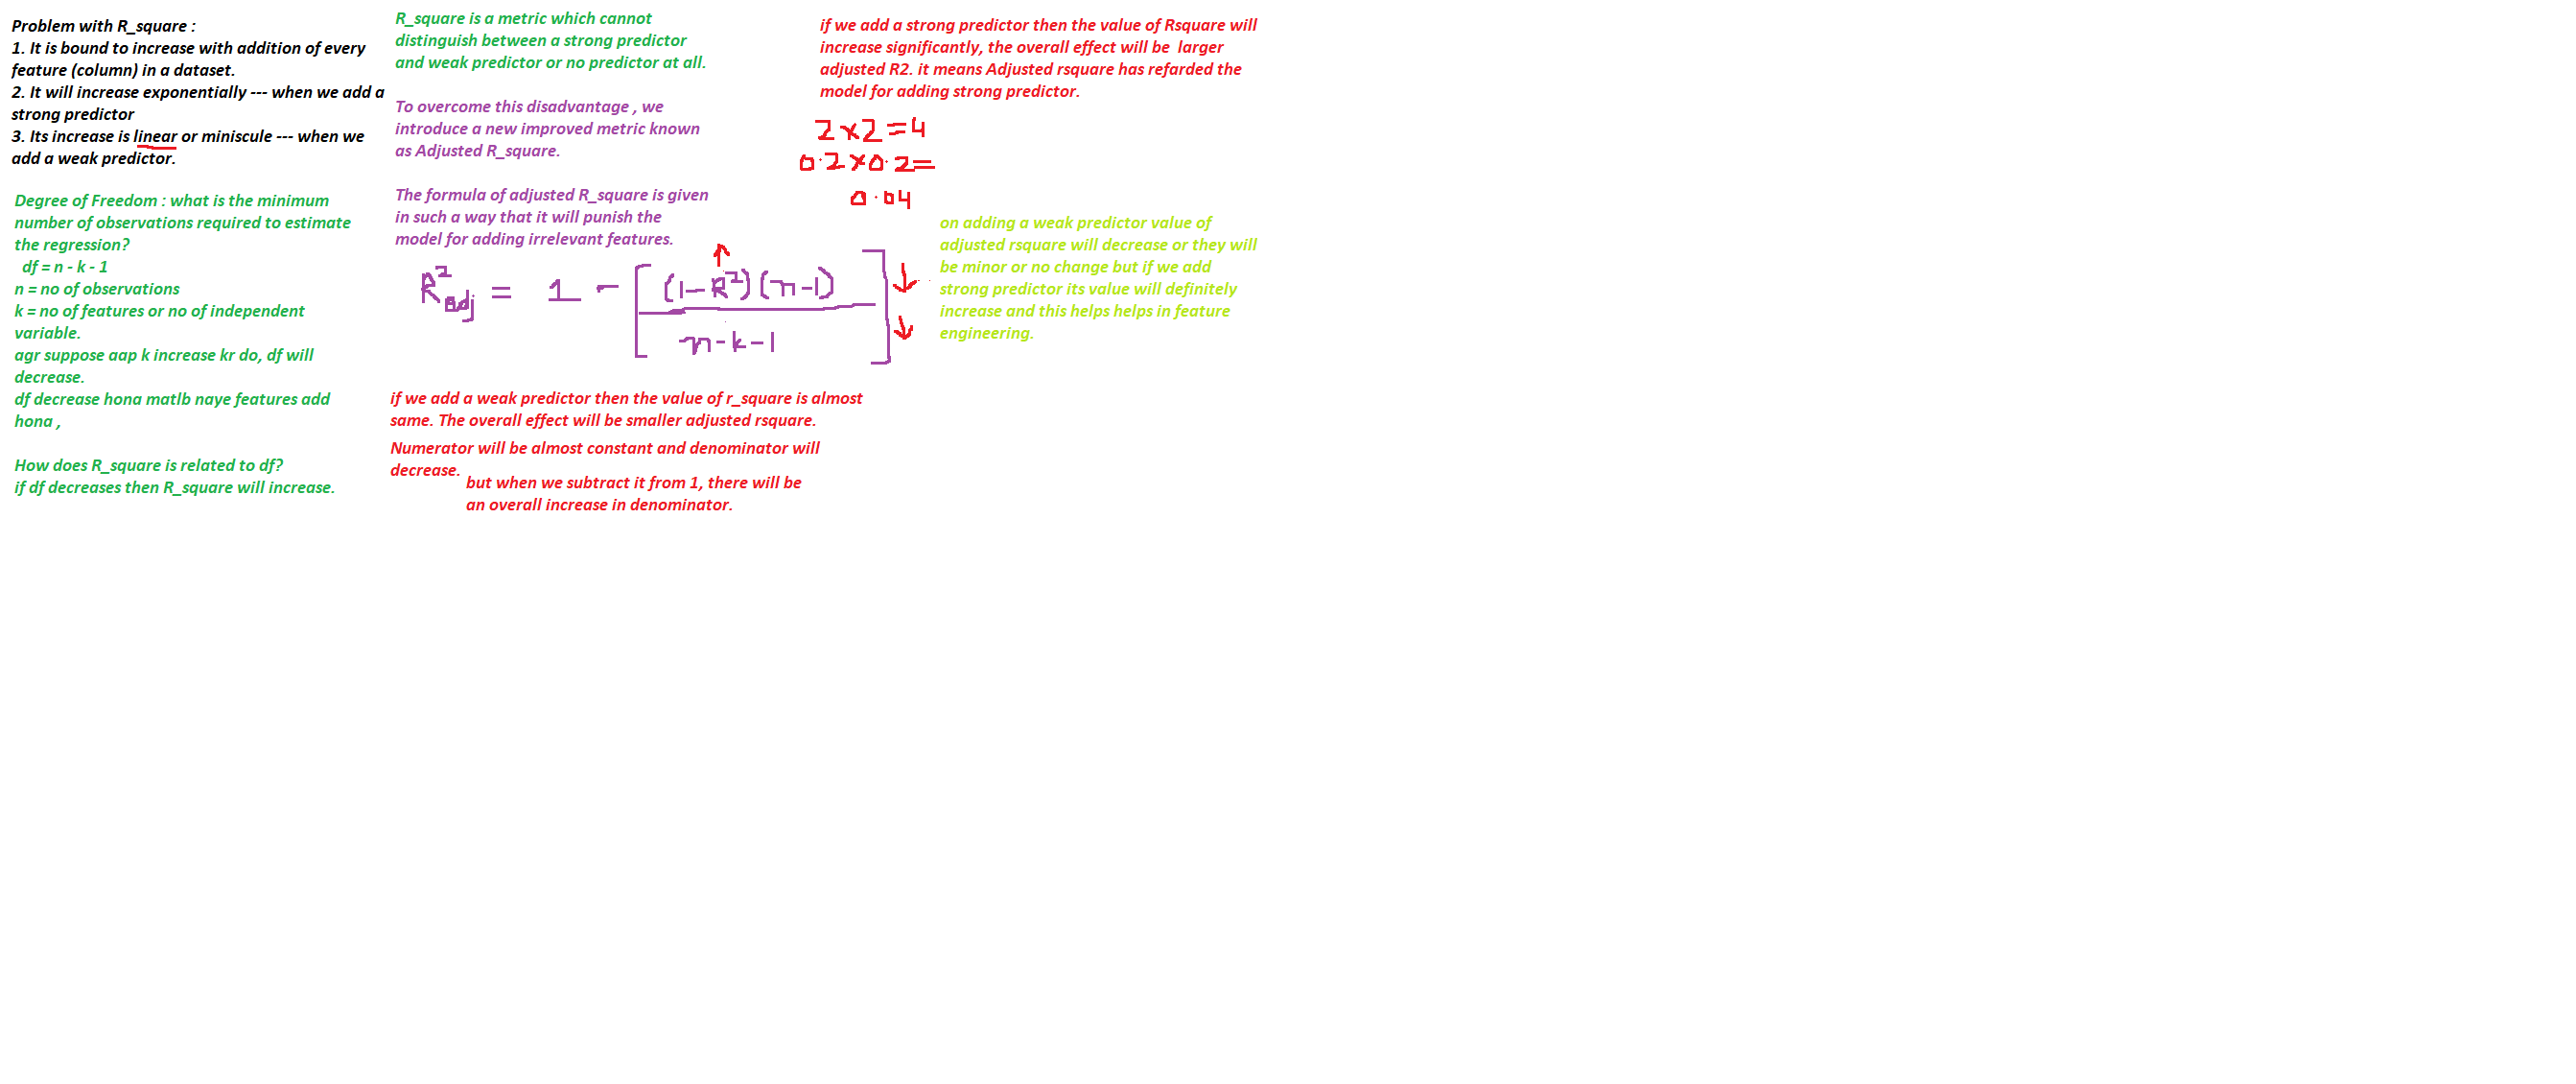 Problem with R_square :
1. It is bound to increase with addition of every
feature (column) in a dataset.
2. It will increase exponentially --- when we add a
strong predictor
3. Its increase is linear or miniscule --- when we
add a weak predictor.
Degree of Freedom : what is the minimum
number of observations required to estimate
the regression?
df = n - k - 1
n = no of observations
k = no of features or no of independent
variable.
agr suppose aap k increase kr do, df will
decrease.
df decrease hona matlb naye features add
hona ,
How does R_square is related to df?
if df decreases then R_square will increase.
R_square is a metric which cannot
distinguish between a strong predictor
and weak predictor or no predictor at all.
To overcome this disadvantage , we
introduce a new improved metric known
as Adjusted R_square.
The formula of adjusted R_square is given
in such a way that it will punish the
model for adding irrelevant features.
R²adj = 1 - [(1-R²)(n-1)
n-k-1]
if we add a weak predictor then the value of r_square is almost
same. The overall effect will be smaller adjusted rsquare.
Numerator will be almost constant and denominator will
decrease.
but when we subtract it from 1, there will be
an overall increase in denominator.
if we add a strong predictor then the value of Rsquare will
increase significantly, the overall effect will be larger
adjusted R2. it means Adjusted rsquare has refarded the
model for adding strong predictor.
2×2=4
0.2×0.2=
0.04
on adding a weak predictor value of
adjusted rsquare will decrease or they will
be minor or no change but if we add
strong predictor its value will definitely
increase and this helps helps in feature
engineering.